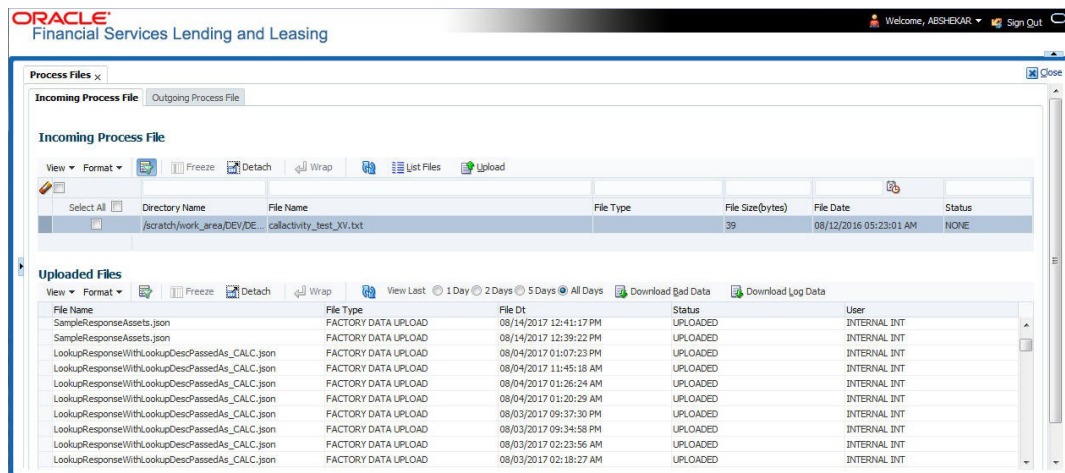 ORACLE
Financial Services Lending and Leasing
Welcome, ABSHEKAR Sign Out
Process Files x
Close
Incoming Process File Outgoing Process File
Incoming Process File
View Format Freeze Detach Wrap List Files Upload
Select All Directory Name File Name File Type File Size(bytes) File Date Status
/scratch/work_area/DEV/DE... callactivity_test_XV.txt 39 08/12/2016 05:23:01 AM NONE
Uploaded Files
View Format Freeze Detach Wrap View Last 1 Day 2 Days 5 Days All Days Download Bad Data Download Log Data
File Name File Type File Dt Status User
SampleResponseAssets.json FACTORY DATA UPLOAD 08/14/2017 12:41:17 PM UPLOADED INTERNAL INT
SampleResponseAssets.json FACTORY DATA UPLOAD 08/14/2017 12:39:22 PM UPLOADED INTERNAL INT
LookupResponseWithLookupDescPassedAs_CALC.json FACTORY DATA UPLOAD 08/04/2017 01:07:23 PM UPLOADED INTERNAL INT
LookupResponseWithLookupDescPassedAs_CALC.json FACTORY DATA UPLOAD 08/04/2017 11:45:18 AM UPLOADED INTERNAL INT
LookupResponseWithLookupDescPassedAs_CALC.json FACTORY DATA UPLOAD 08/04/2017 01:26:24 AM UPLOADED INTERNAL INT
LookupResponseWithLookupDescPassedAs_CALC.json FACTORY DATA UPLOAD 08/04/2017 01:20:29 AM UPLOADED INTERNAL INT
LookupResponseWithLookupDescPassedAs_CALC.json FACTORY DATA UPLOAD 08/03/2017 09:37:30 PM UPLOADED INTERNAL INT
LookupResponseWithLookupDescPassedAs_CALC.json FACTORY DATA UPLOAD 08/03/2017 09:34:58 PM UPLOADED INTERNAL INT
LookupResponseWithLookupDescPassedAs_CALC.json FACTORY DATA UPLOAD 08/03/2017 02:23:56 AM UPLOADED INTERNAL INT
LookupResponseWithLookupDescPassedAs_CALC.json FACTORY DATA UPLOAD 08/03/2017 02:18:27 AM UPLOADED INTERNAL INT